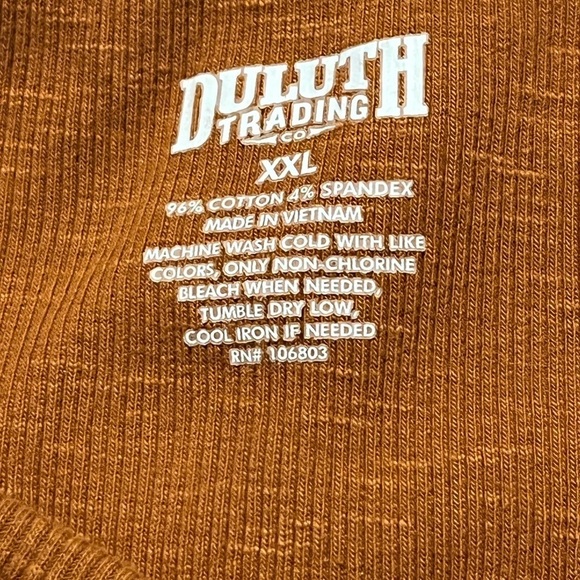 DULUTH
TRADING
CO
XXL
96% COTTON 4% SPANDEX
MADE IN VIETNAM
MACHINE WASH COLD WITH LIKE
COLORS, ONLY NON-CHLORINE
BLEACH WHEN NEEDED,
TUMBLE DRY LOW,
COOL IRON IF NEEDED
RN# 106803